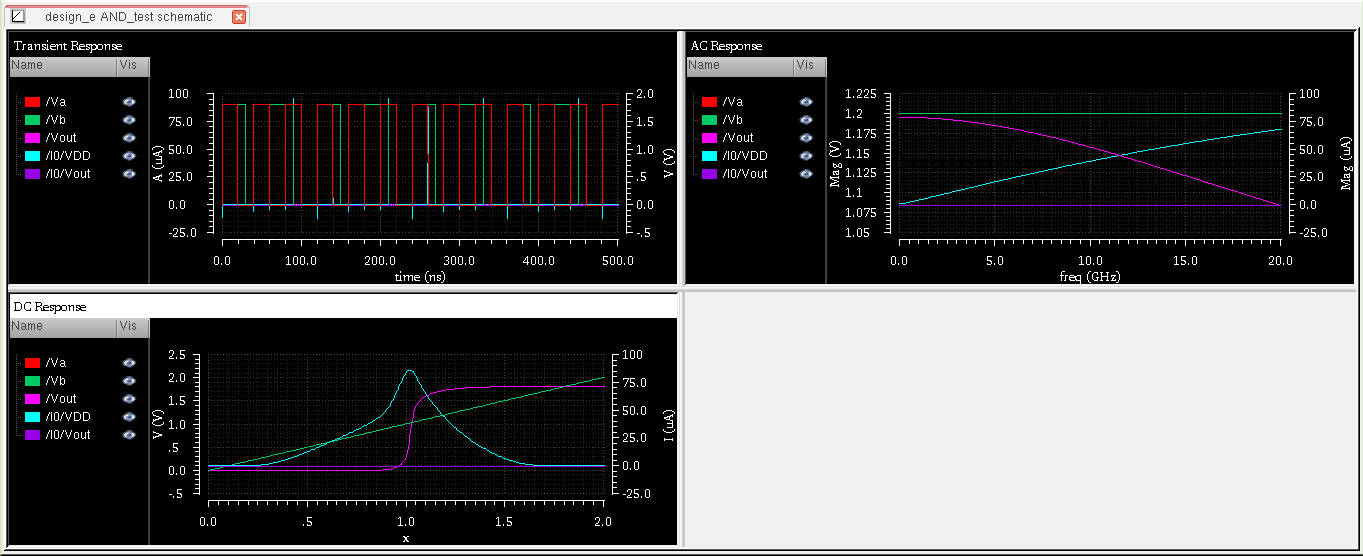 design_e AND_test schematic
Transient Response
Name Vis
/Va
/Vb
/Vout
/I0/VDD
/I0/Vout
A (uA)
100
75.0
50.0
25.0
0.0
-25.0
2.0
1.5
1.0
.5
0.0
-.5
V (V)
0.0 100.0 200.0 300.0 400.0 500.0
time (ns)
AC Response
Name Vis
/Va
/Vb
/Vout
/I0/VDD
/I0/Vout
Mag (V)
1.225
1.2
1.175
1.15
1.125
1.1
1.075
1.05
100
75.0
50.0
25.0
0.0
-25.0
Mag (uA)
0.0 5.0 10.0 15.0 20.0
freq (GHz)
DC Response
Name Vis
/Va
/Vb
/Vout
/I0/VDD
/I0/Vout
V (V)
2.5
2.0
1.5
1.0
.5
0.0
-.5
100
75.0
50.0
25.0
0.0
-25.0
I (uA)
0.0 .5 1.0 1.5 2.0
x